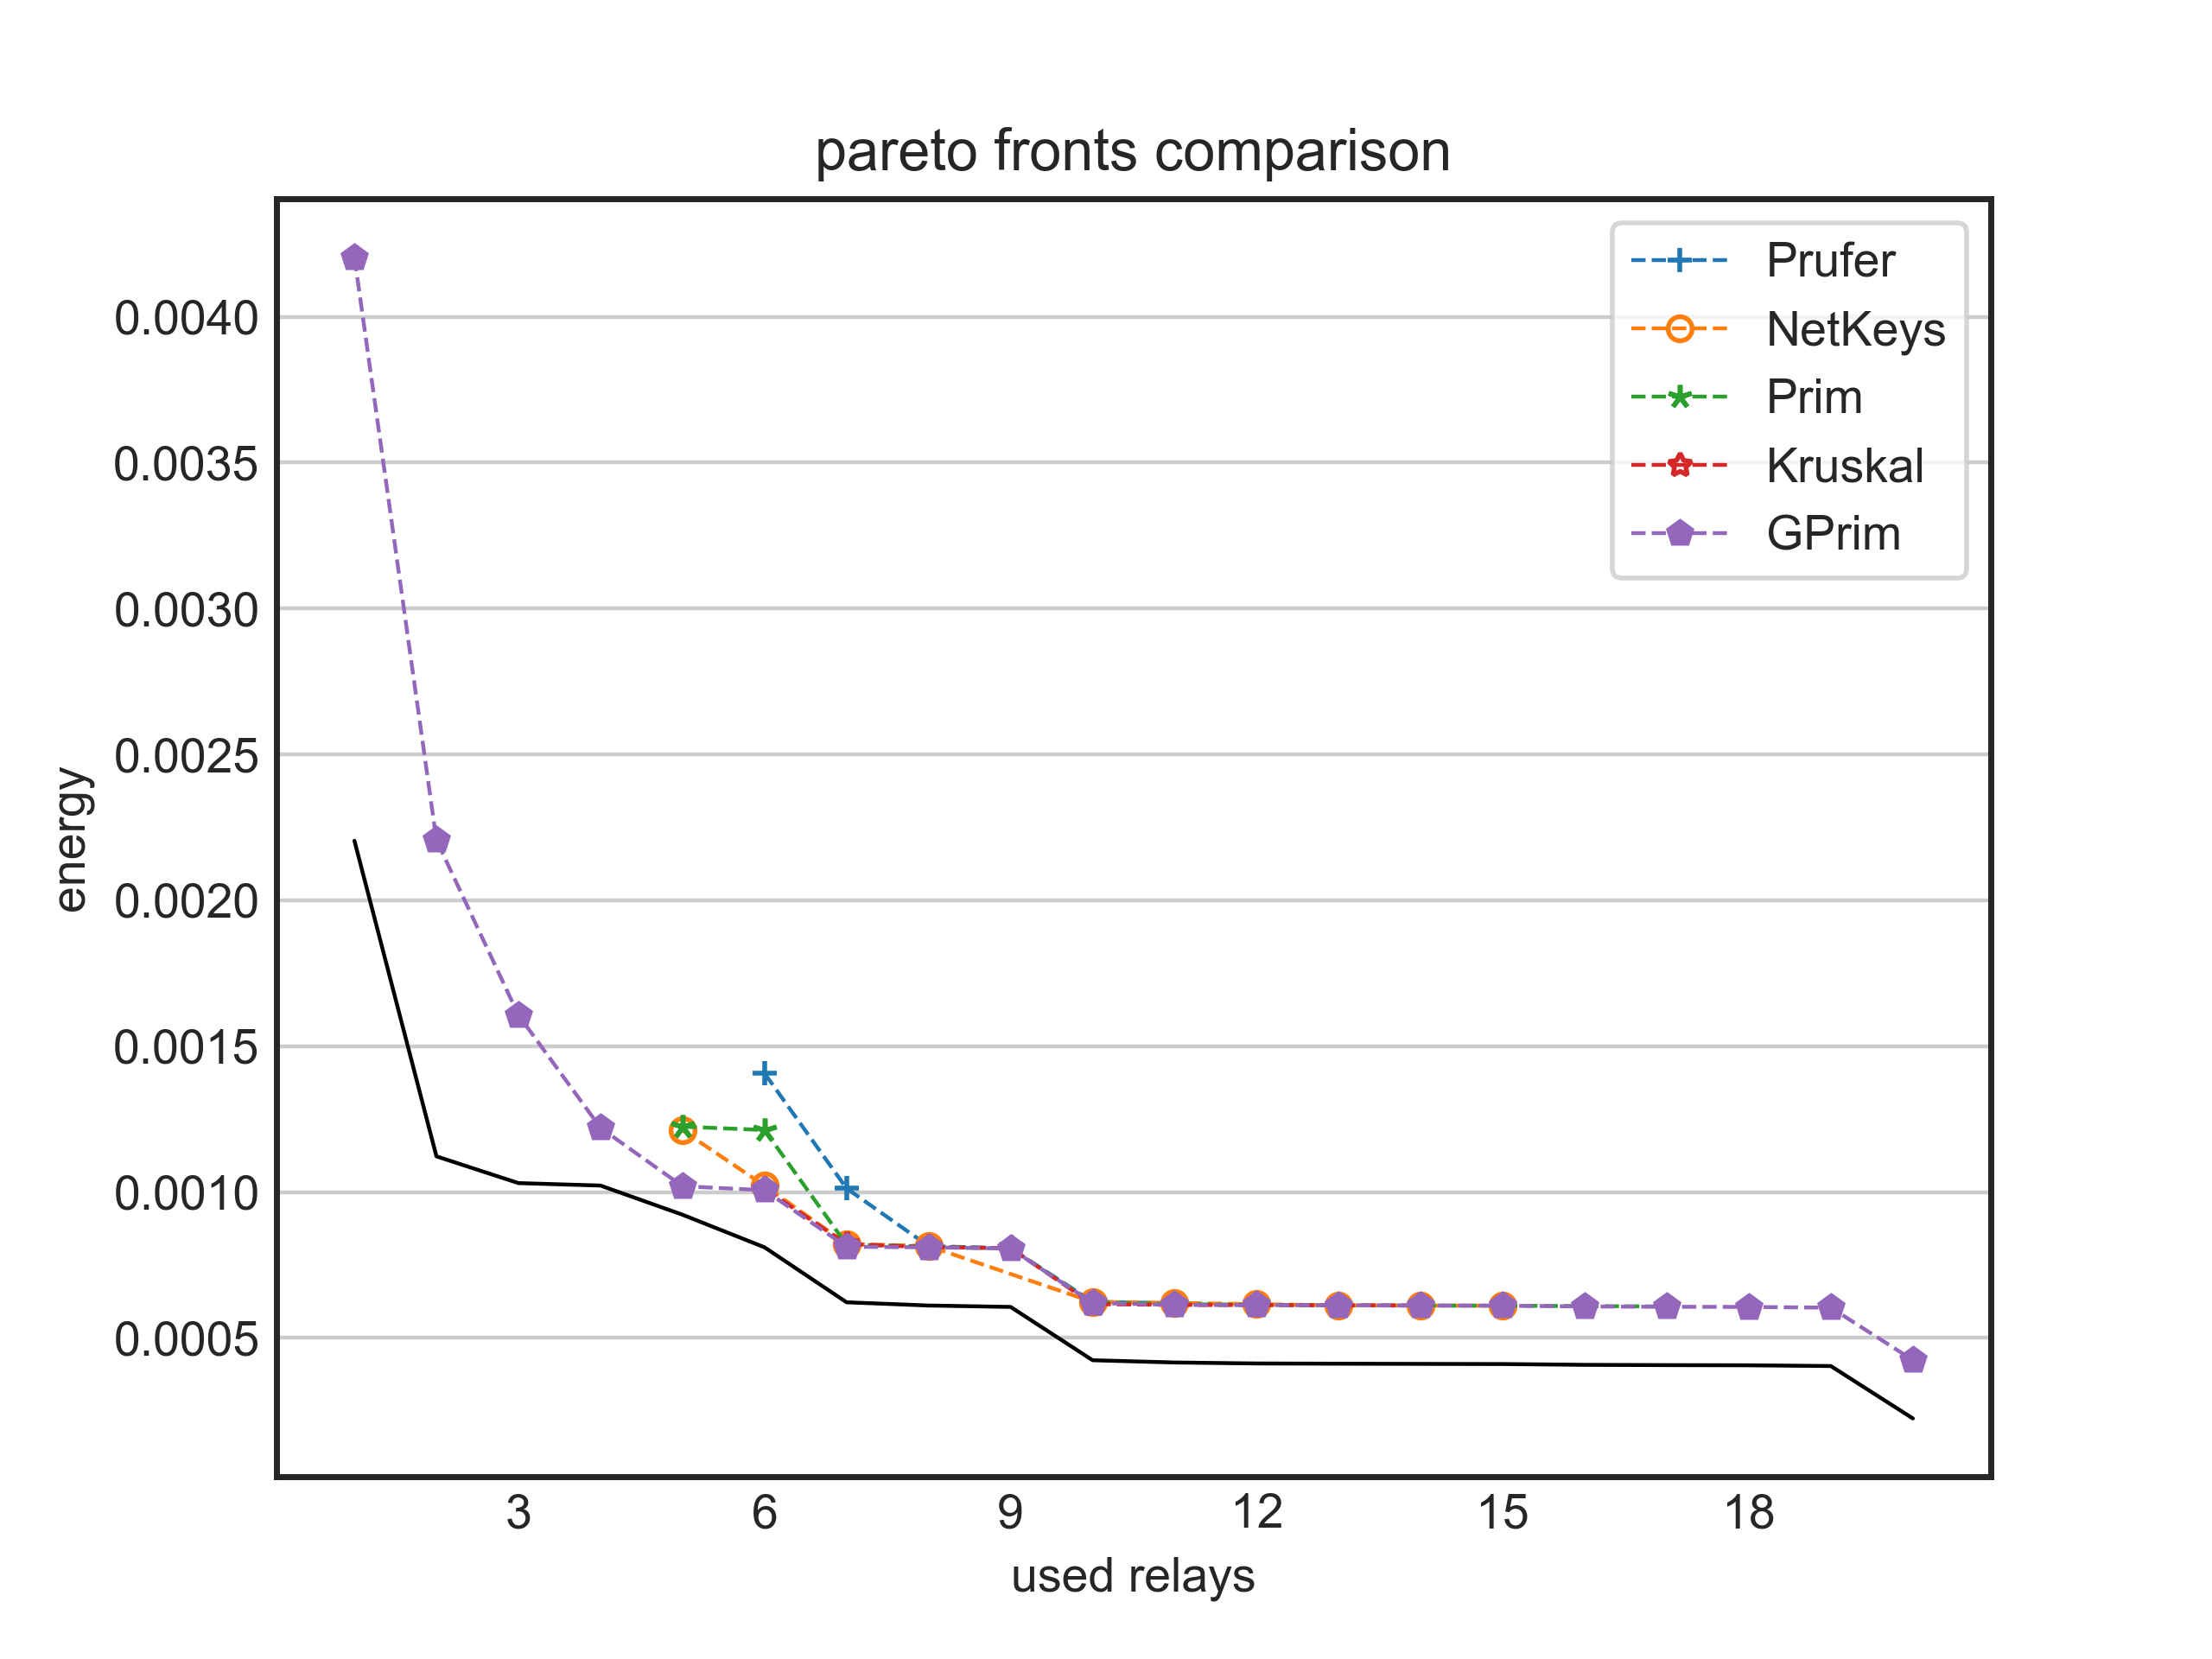 pareto fronts comparison
Prufer
NetKeys
Prim
Kruskal
GPrim
0.0040
0.0035
0.0030
0.0025
0.0020
0.0015
0.0010
0.0005
energy
3 6 9 12 15 18
used relays